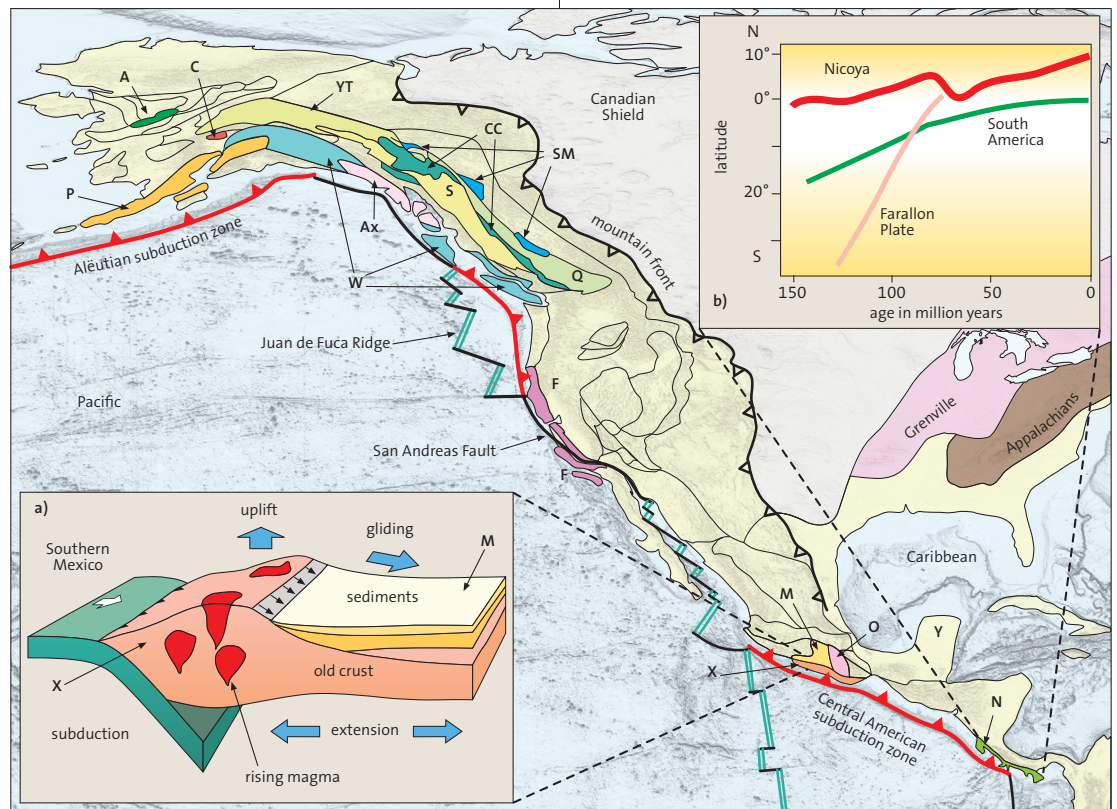 A
C
YT
CC
SM
Canadian
Shield
P
Ax
S
W
Q
Alëutian subduction zone
mountain front
Juan de Fuca Ridge
Pacific
F
San Andreas Fault
F
Grenville
Appalachians
Caribbean
M
O
Y
X
N
Central American
subduction zone
b)
N
10°
0°
latitude
20°
S
Nicoya
South
America
Farallon
Plate
150
100
50
0
age in million years
a)
uplift
gliding
Southern
Mexico
M
sediments
X
old crust
subduction
extension
rising magma